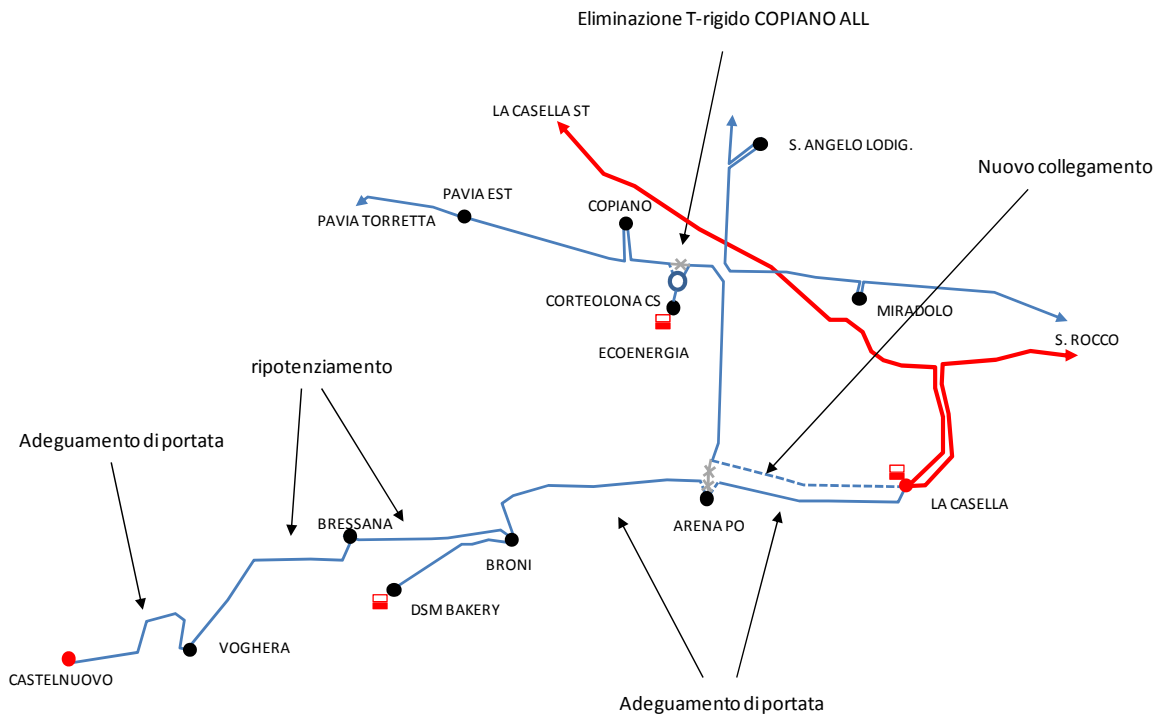 Eliminazione T-rigido COPIANO ALL
LA CASELLA ST
S. ANGELO LODIG.
Nuovo collegamento
PAVIA EST
PAVIA TORRETTA
COPIANO
CORTEOLONA CS
MIRADOLO
S. ROCCO
ECOENERGIA
ripotenziamento
Adeguamento di portata
LA CASELLA
ARENA PO
BRESSANA
BRONI
DSM BAKERY
VOGHERA
CASTELNUOVO
Adeguamento di portata